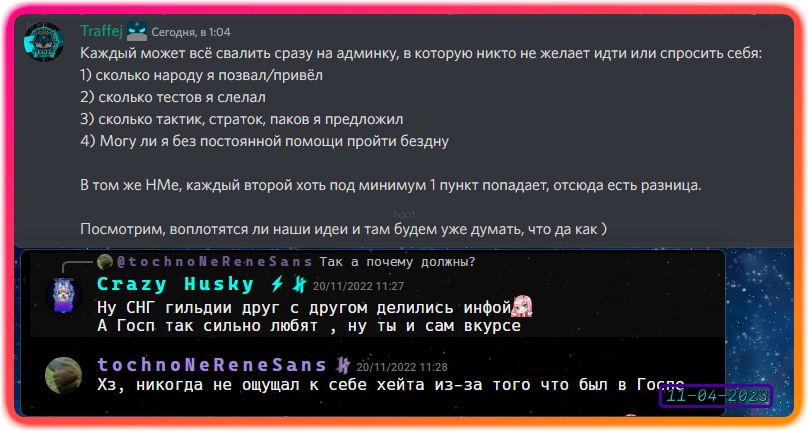 Traffej Сегодня, в 1:04
Каждый может всё свалить сразу на админку, в которую никто не желает идти или спросить себя:
1) сколько народу я позвал/привёл
2) сколько тестов я слелал
3) сколько тактик, страток, паков я предложил
4) Могу ли я без постоянной помощи пройти бездну
В том же НМе, каждый второй хоть под минимум 1 пункт попадает, отсюда есть разница.
hoot
Посмотрим, воплотятся ли наши идеи и там будем уже думать, что да как )
@tochnoNeReneSans Так а почему должны?
Crazy Husky 20/11/2022 11:27
Ну СНГ гильдии друг с другом делились инфой
А Госп так сильно любят , ну ты и сам вкурсе
tochnoNeReneSans 20/11/2022 11:28
Хз, никогда не ощущал к себе хейта из-за того что был в Госпе
11-04-2023